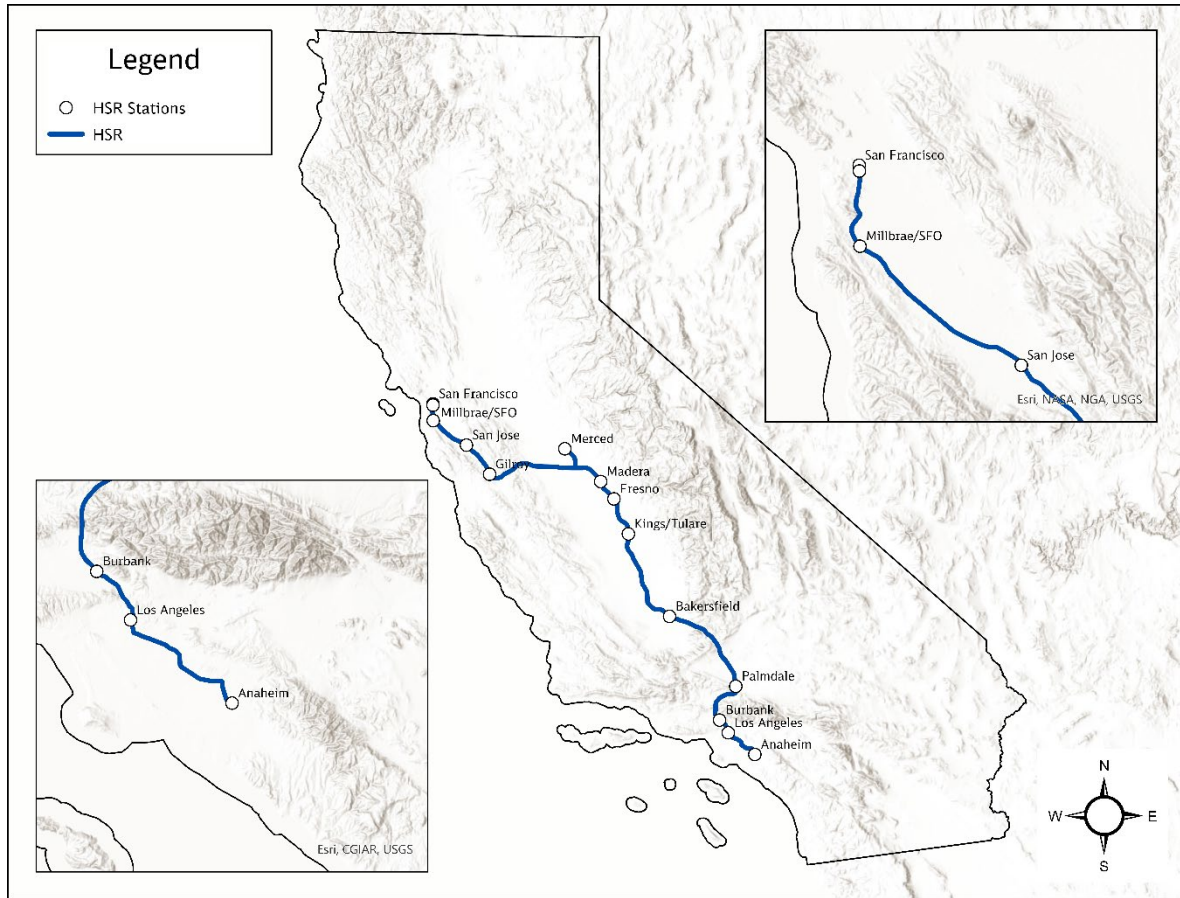 Legend
HSR Stations
HSR
San Francisco
Millbrae/SFO
San Jose
Esri, NASA, NGA, USGS
San Francisco
Millbrae/SFO
San Jose
Gilroy
Merced
Madera
Fresno
Kings/Tulare
Bakersfield
Palmdale
Burbank
Los Angeles
Anaheim
Burbank
Los Angeles
Anaheim
Esri, CGIAR, USGS
N
W E
S